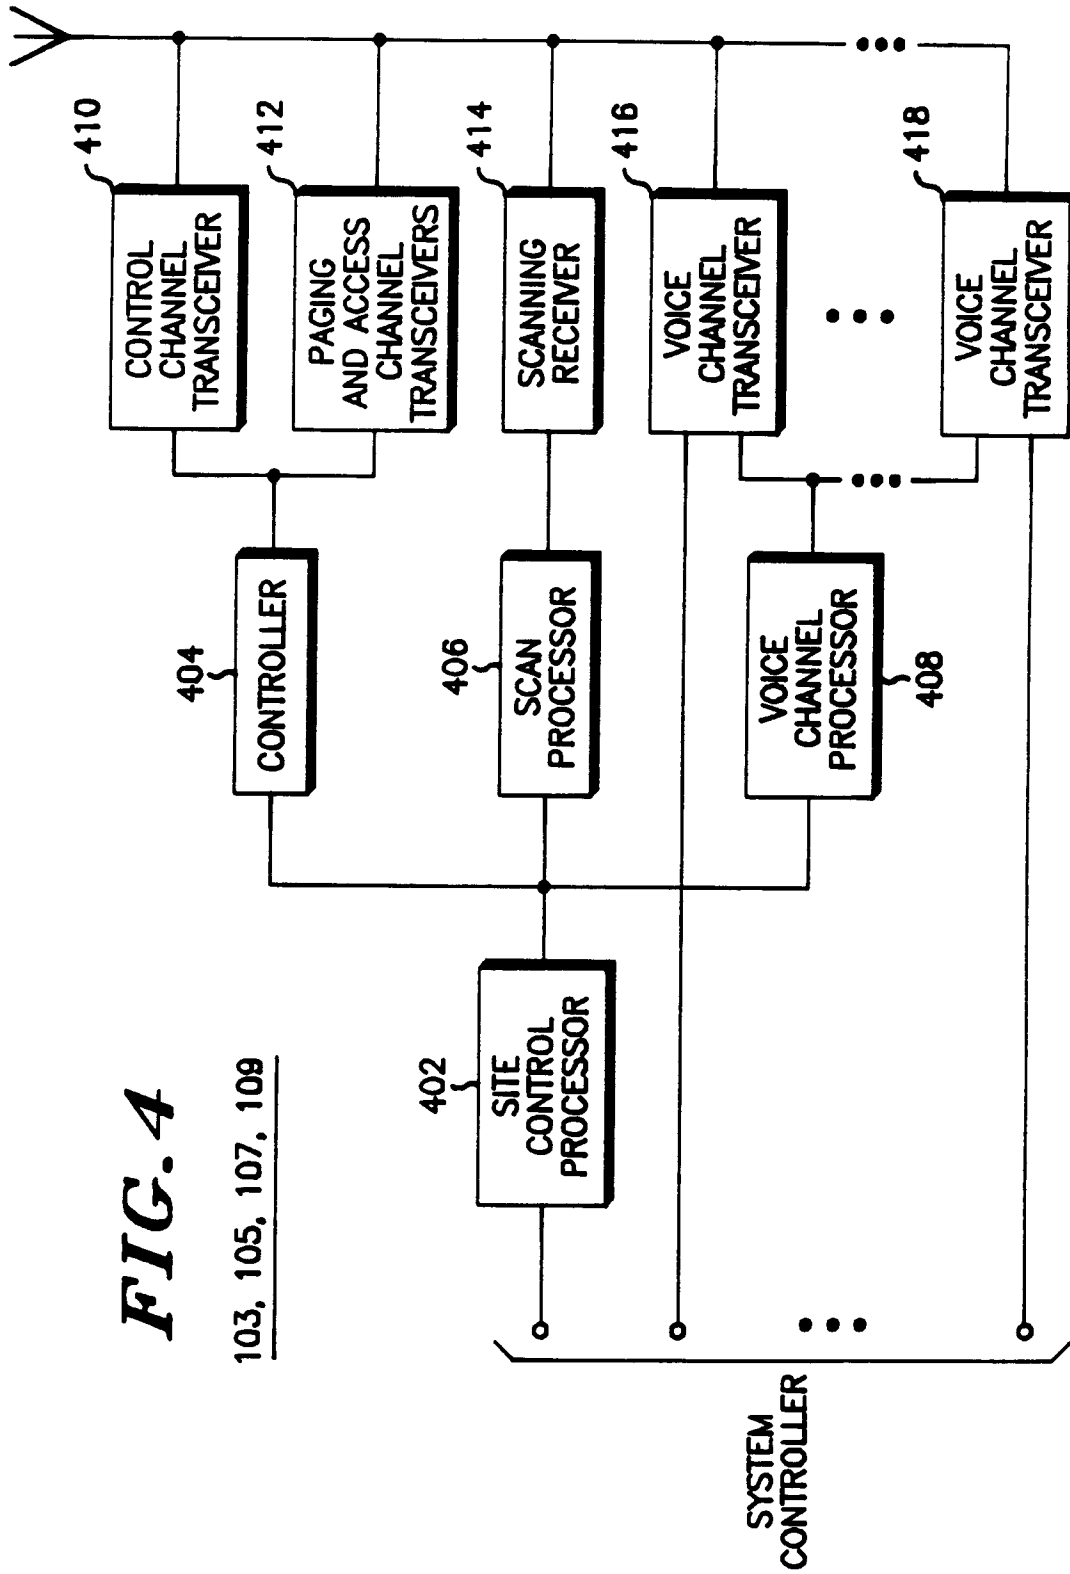 FIG. 4
103, 105, 107, 109
SYSTEM
CONTROLLER
402
SITE
CONTROL
PROCESSOR
404
CONTROLLER
406
SCAN
PROCESSOR
VOICE
CHANNEL
PROCESSOR
408
410
CONTROL
CHANNEL
TRANSCEIVER
412
PAGING
AND ACCESS
CHANNEL
TRANSCEIVERS
414
SCANNING
RECEIVER
416
VOICE
CHANNEL
TRANSCEIVER
418
VOICE
CHANNEL
TRANSCEIVER